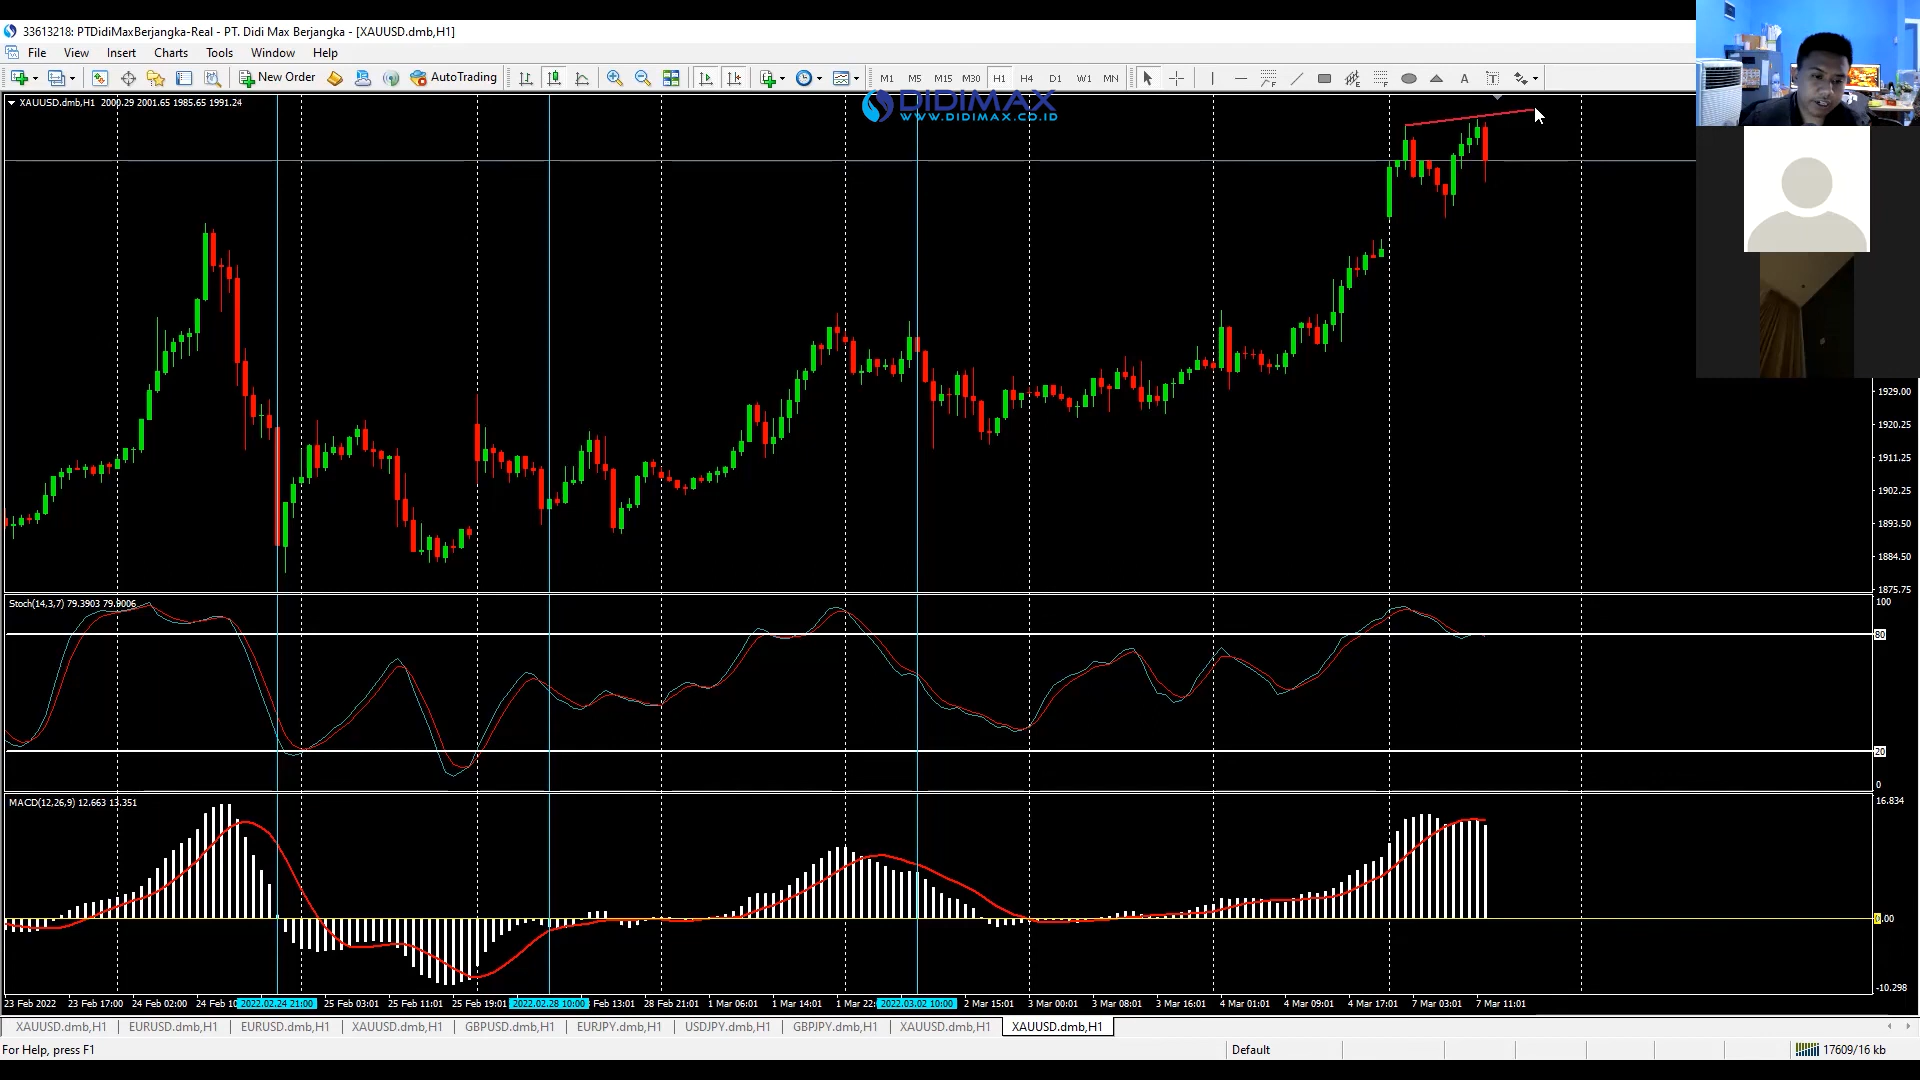 33613218: PTDidiMaxBerjangka-Real - PT. Didi Max Berjangka - [XAUUSD.dmb,H1]
File View Insert Charts Tools Window Help
New Order AutoTrading M1 M5 M15 M30 H1 H4 D1 W1 MN A T
XAUUSD.dmb,H1 2000.29 2001.65 1985.65 1991.24
DIDIMAX
WWW.DIDIMAX.CO.ID
1929.00
1920.25
1911.25
1902.25
1893.50
1884.50
1875.75
Stoch(14,3,7) 79.3903 79.9006
100
80
20
0
MACD(12,26,9) 12.663 13.351
16.834
0.00
-10.298
23 Feb 2022 23 Feb 17:00 24 Feb 02:00 24 Feb 10 2022.02.24 21:00 25 Feb 03:01 25 Feb 11:01 25 Feb 19:01 2022.02.28 10:00 Feb 13:01 28 Feb 21:01 1 Mar 06:01 1 Mar 14:01 1 Mar 22: 2022.03.02 10:00 2 Mar 15:01 3 Mar 00:01 3 Mar 08:01 3 Mar 16:01 4 Mar 01:01 4 Mar 09:01 4 Mar 17:01 7 Mar 03:01 7 Mar 11:01
XAUUSD.dmb,H1 EURUSD.dmb,H1 EURUSD.dmb,H1 XAUUSD.dmb,H1 GBPUSD.dmb,H1 EURJPY.dmb,H1 USDJPY.dmb,H1 GBPJPY.dmb,H1 XAUUSD.dmb,H1 XAUUSD.dmb,H1
For Help, press F1 Default 17609/16 kb